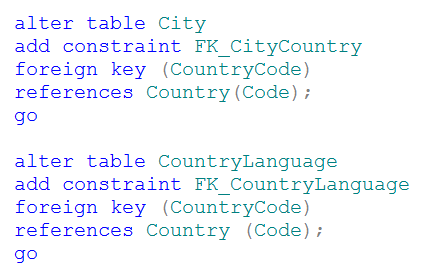 alter table City
add constraint FK_CityCountry
foreign key (CountryCode)
references Country(Code);
go
alter table CountryLanguage
add constraint FK_CountryLanguage
foreign key (CountryCode)
references Country (Code);
go